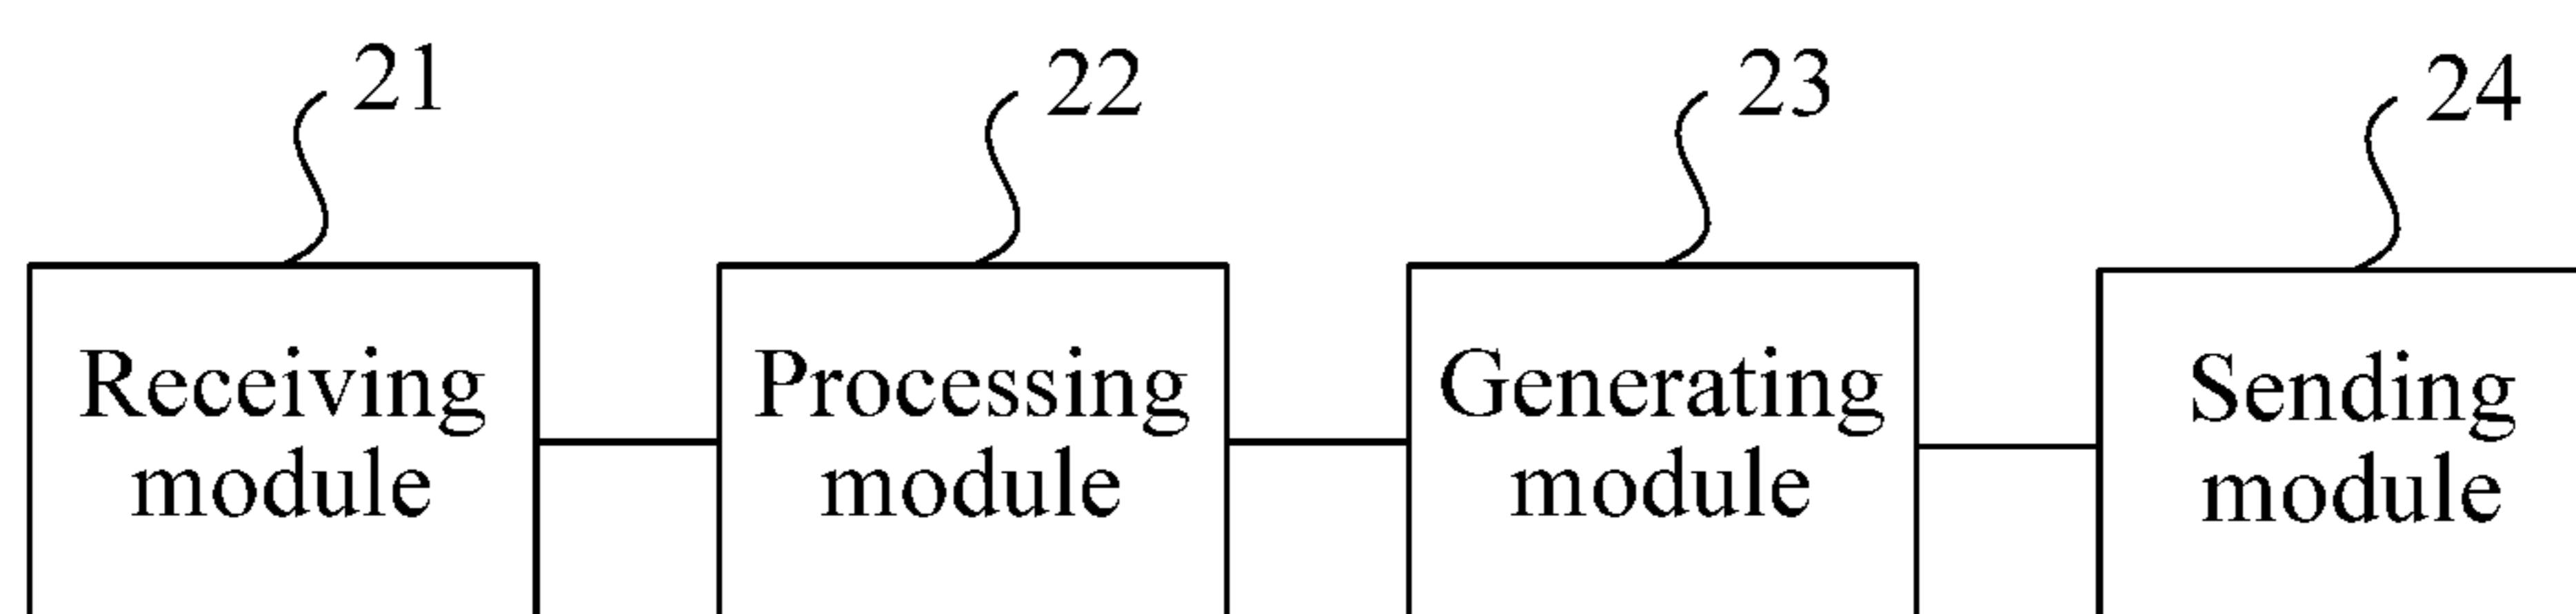 21
22
23
24
Receiving
module
Processing
module
Generating
module
Sending
module